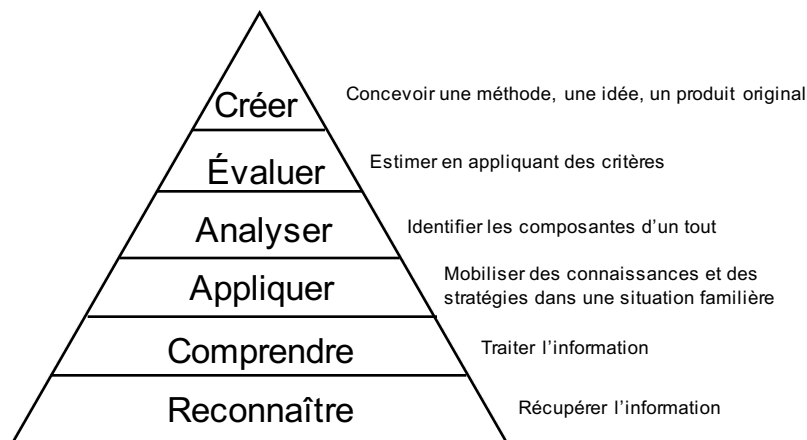 Créer
Concevoir une méthode, une idée, un produit original
Évaluer
Estimer en appliquant des critères
Analyser
Identifier les composantes d’un tout
Appliquer
Mobiliser des connaissances et des
stratégies dans une situation familière
Comprendre
Traiter l’information
Reconnaître
Récupérer l’information